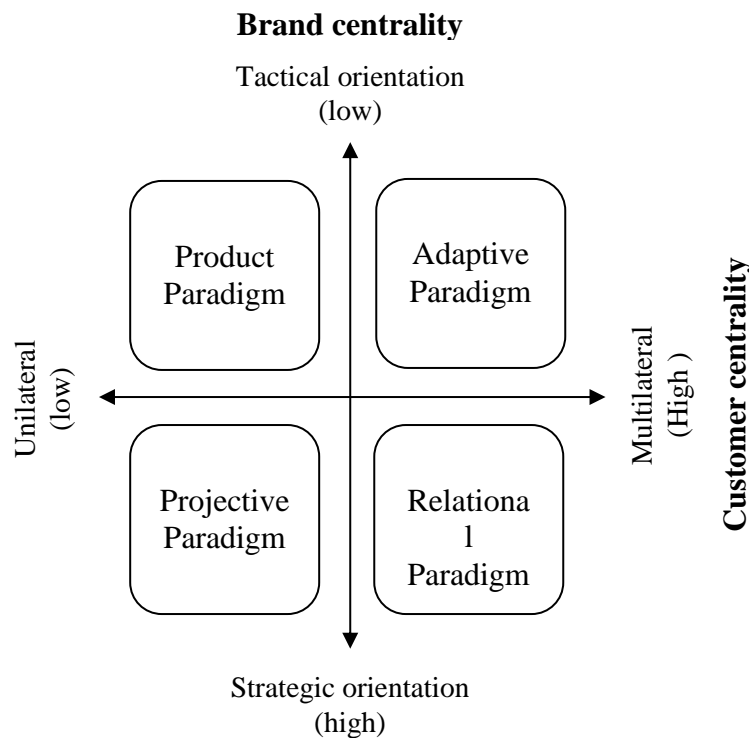 Brand centrality
Tactical orientation
(low)
Product
Paradigm
Adaptive
Paradigm
Unilateral
(low)
Multilateral
(High )
Customer centrality
Projective
Paradigm
Relationa
l
Paradigm
Strategic orientation
(high)